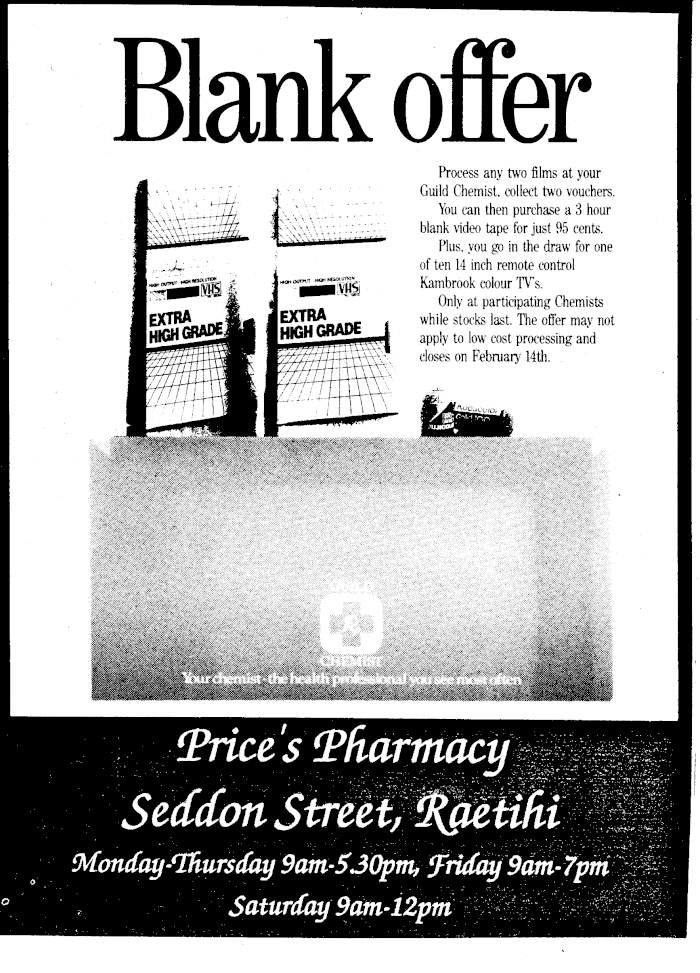 Blank offer
Process any two films at your
Guild Chemist, collect two vouchers.
You can then purchase a 3 hour
blank video tape for just 95 cents.
Plus, you go in the draw for one
of ten 14 inch remote control
Kambrook colour TV's.
Only at participating Chemists
while stocks last. The offer may not
apply to low cost processing and
closes on February 14th.
HIGH OUTPUT HIGH RESOLUTION
VHS
EXTRA
HIGH GRADE
HIGH OUTPUT HIGH RESOLUTION
VHS
EXTRA
HIGH GRADE
GUILD
CHEMIST
Your chemist-the health professional you see most often
Price's Pharmacy
Seddon Street, Raetihi
Monday-Thursday 9am-5.30pm, Friday 9am-7pm
Saturday 9am-12pm